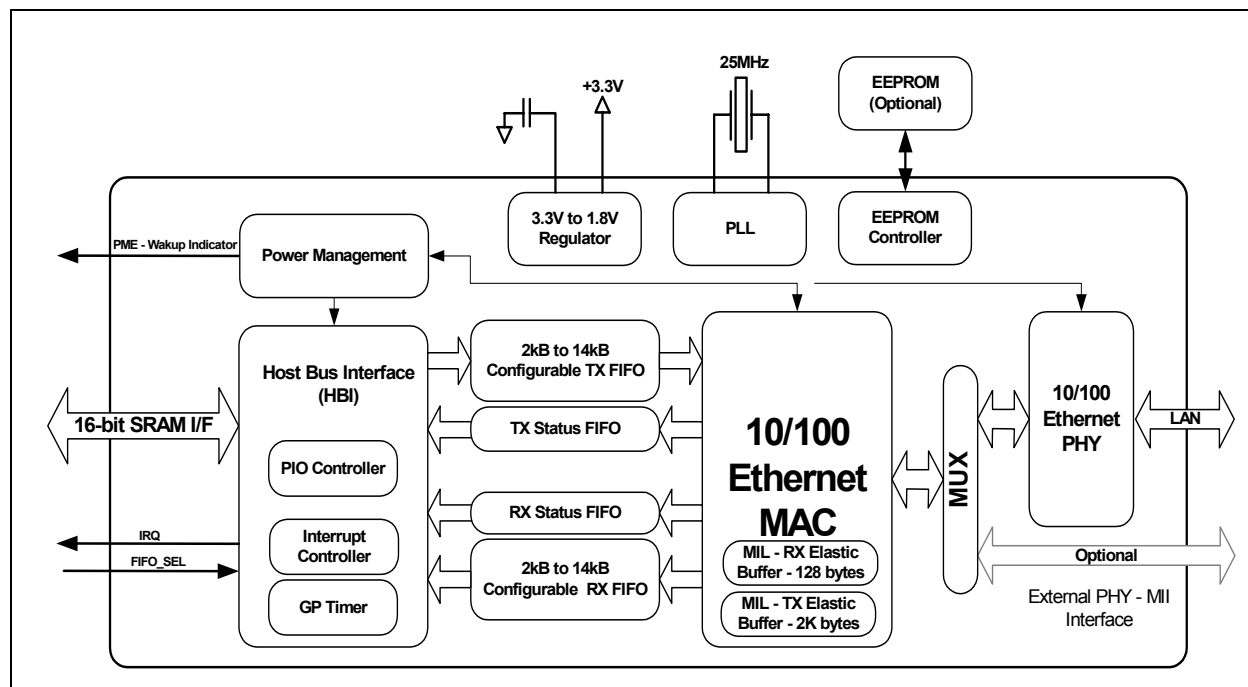 25MHz
+3.3V
EEPROM
(Optional)
3.3V to 1.8V
Regulator
PLL
EEPROM
Controller
PME - Wakup Indicator
Power Management
Host Bus Interface
(HBI)
2kB to 14kB
Configurable TX FIFO
16-bit SRAM I/F
TX Status FIFO
PIO Controller
RX Status FIFO
IRQ
Interrupt
Controller
FIFO_SEL
2kB to 14kB
Configurable RX FIFO
GP Timer
10/100
Ethernet
MAC
MIL - RX Elastic
Buffer - 128 bytes
MIL - TX Elastic
Buffer - 2K bytes
MUX
10/100
Ethernet
PHY
LAN
Optional
External PHY - MII
Interface